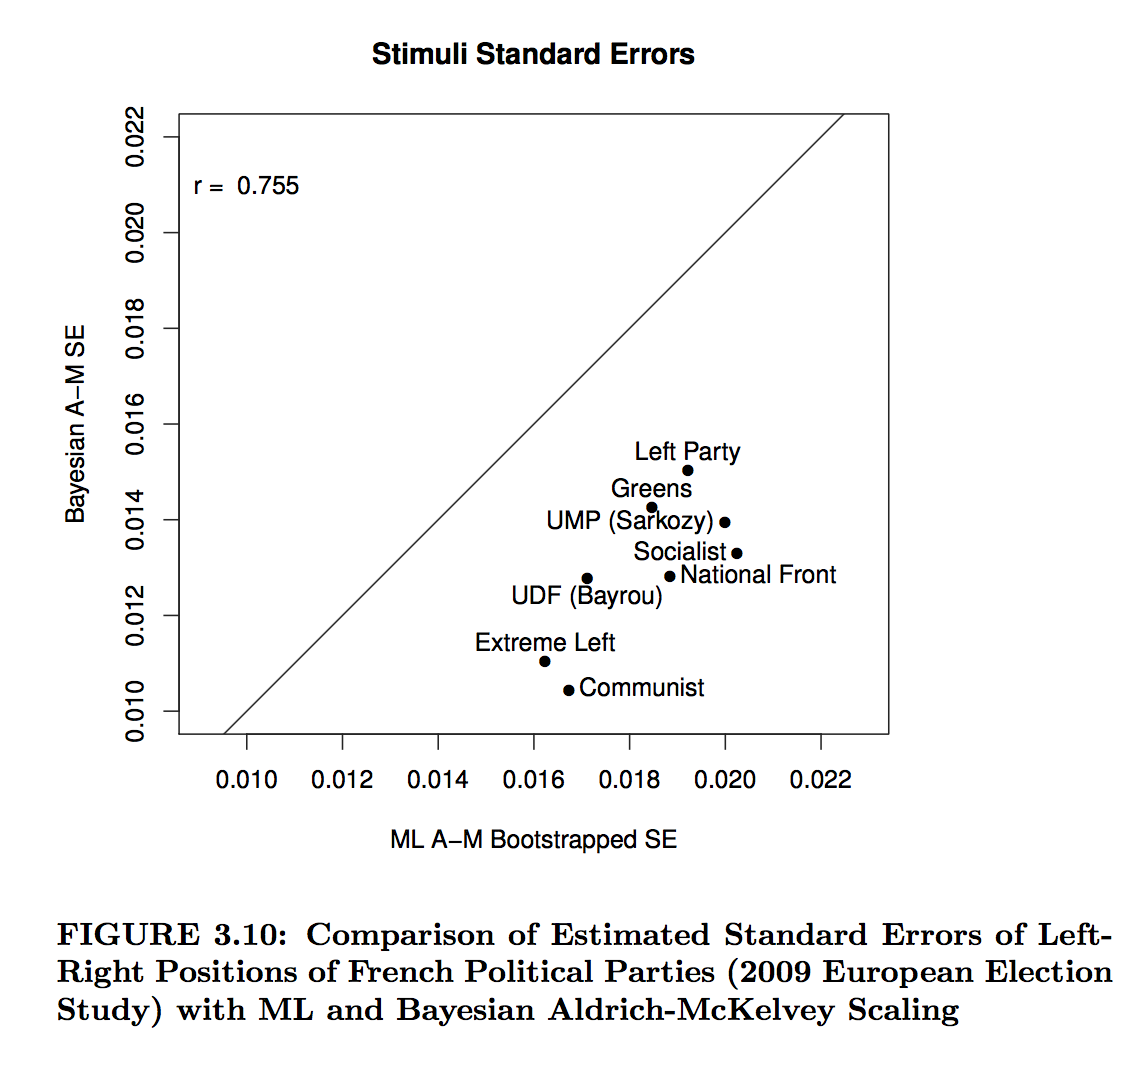 Stimuli Standard Errors
0.022
r = 0.755
0.020
0.018
Bayesian A−M SE
0.016
Left Party
Greens
0.014
UMP (Sarkozy)
Socialist
National Front
UDF (Bayrou)
0.012
Extreme Left
Communist
0.010
0.010 0.012 0.014 0.016 0.018 0.020 0.022
ML A−M Bootstrapped SE
FIGURE 3.10: Comparison of Estimated Standard Errors of Left-
Right Positions of French Political Parties (2009 European Election
Study) with ML and Bayesian Aldrich-McKelvey Scaling